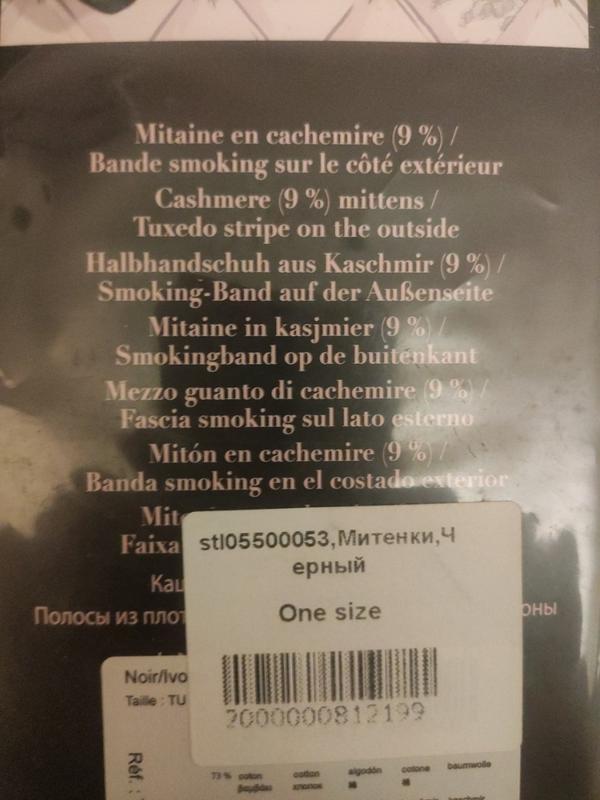 Mitaine en cachemire (9 %) /
Bande smoking sur le côté extérieur
Cashmere (9 %) mittens /
Tuxedo stripe on the outside
Halbhandschuh aus Kaschmir (9 %) /
Smoking-Band auf der Außenseite
Mitaine in kasjmier (9 %) /
Smokingband op de buitenkant
Mezzo guanto di cachemire (9 %) /
Fascia smoking sul lato esterno
Mitón en cachemire (9 %) /
Banda smoking en el costado exterior
Faixa
Полосы из
stl05500053,Митенки,Ч
ерный
One size
2000000812199
Noir/Ivo
Taille : TU
Réf. :
73 % coton cotton algodón cotone baumwolle
βαμβάκι хлопок